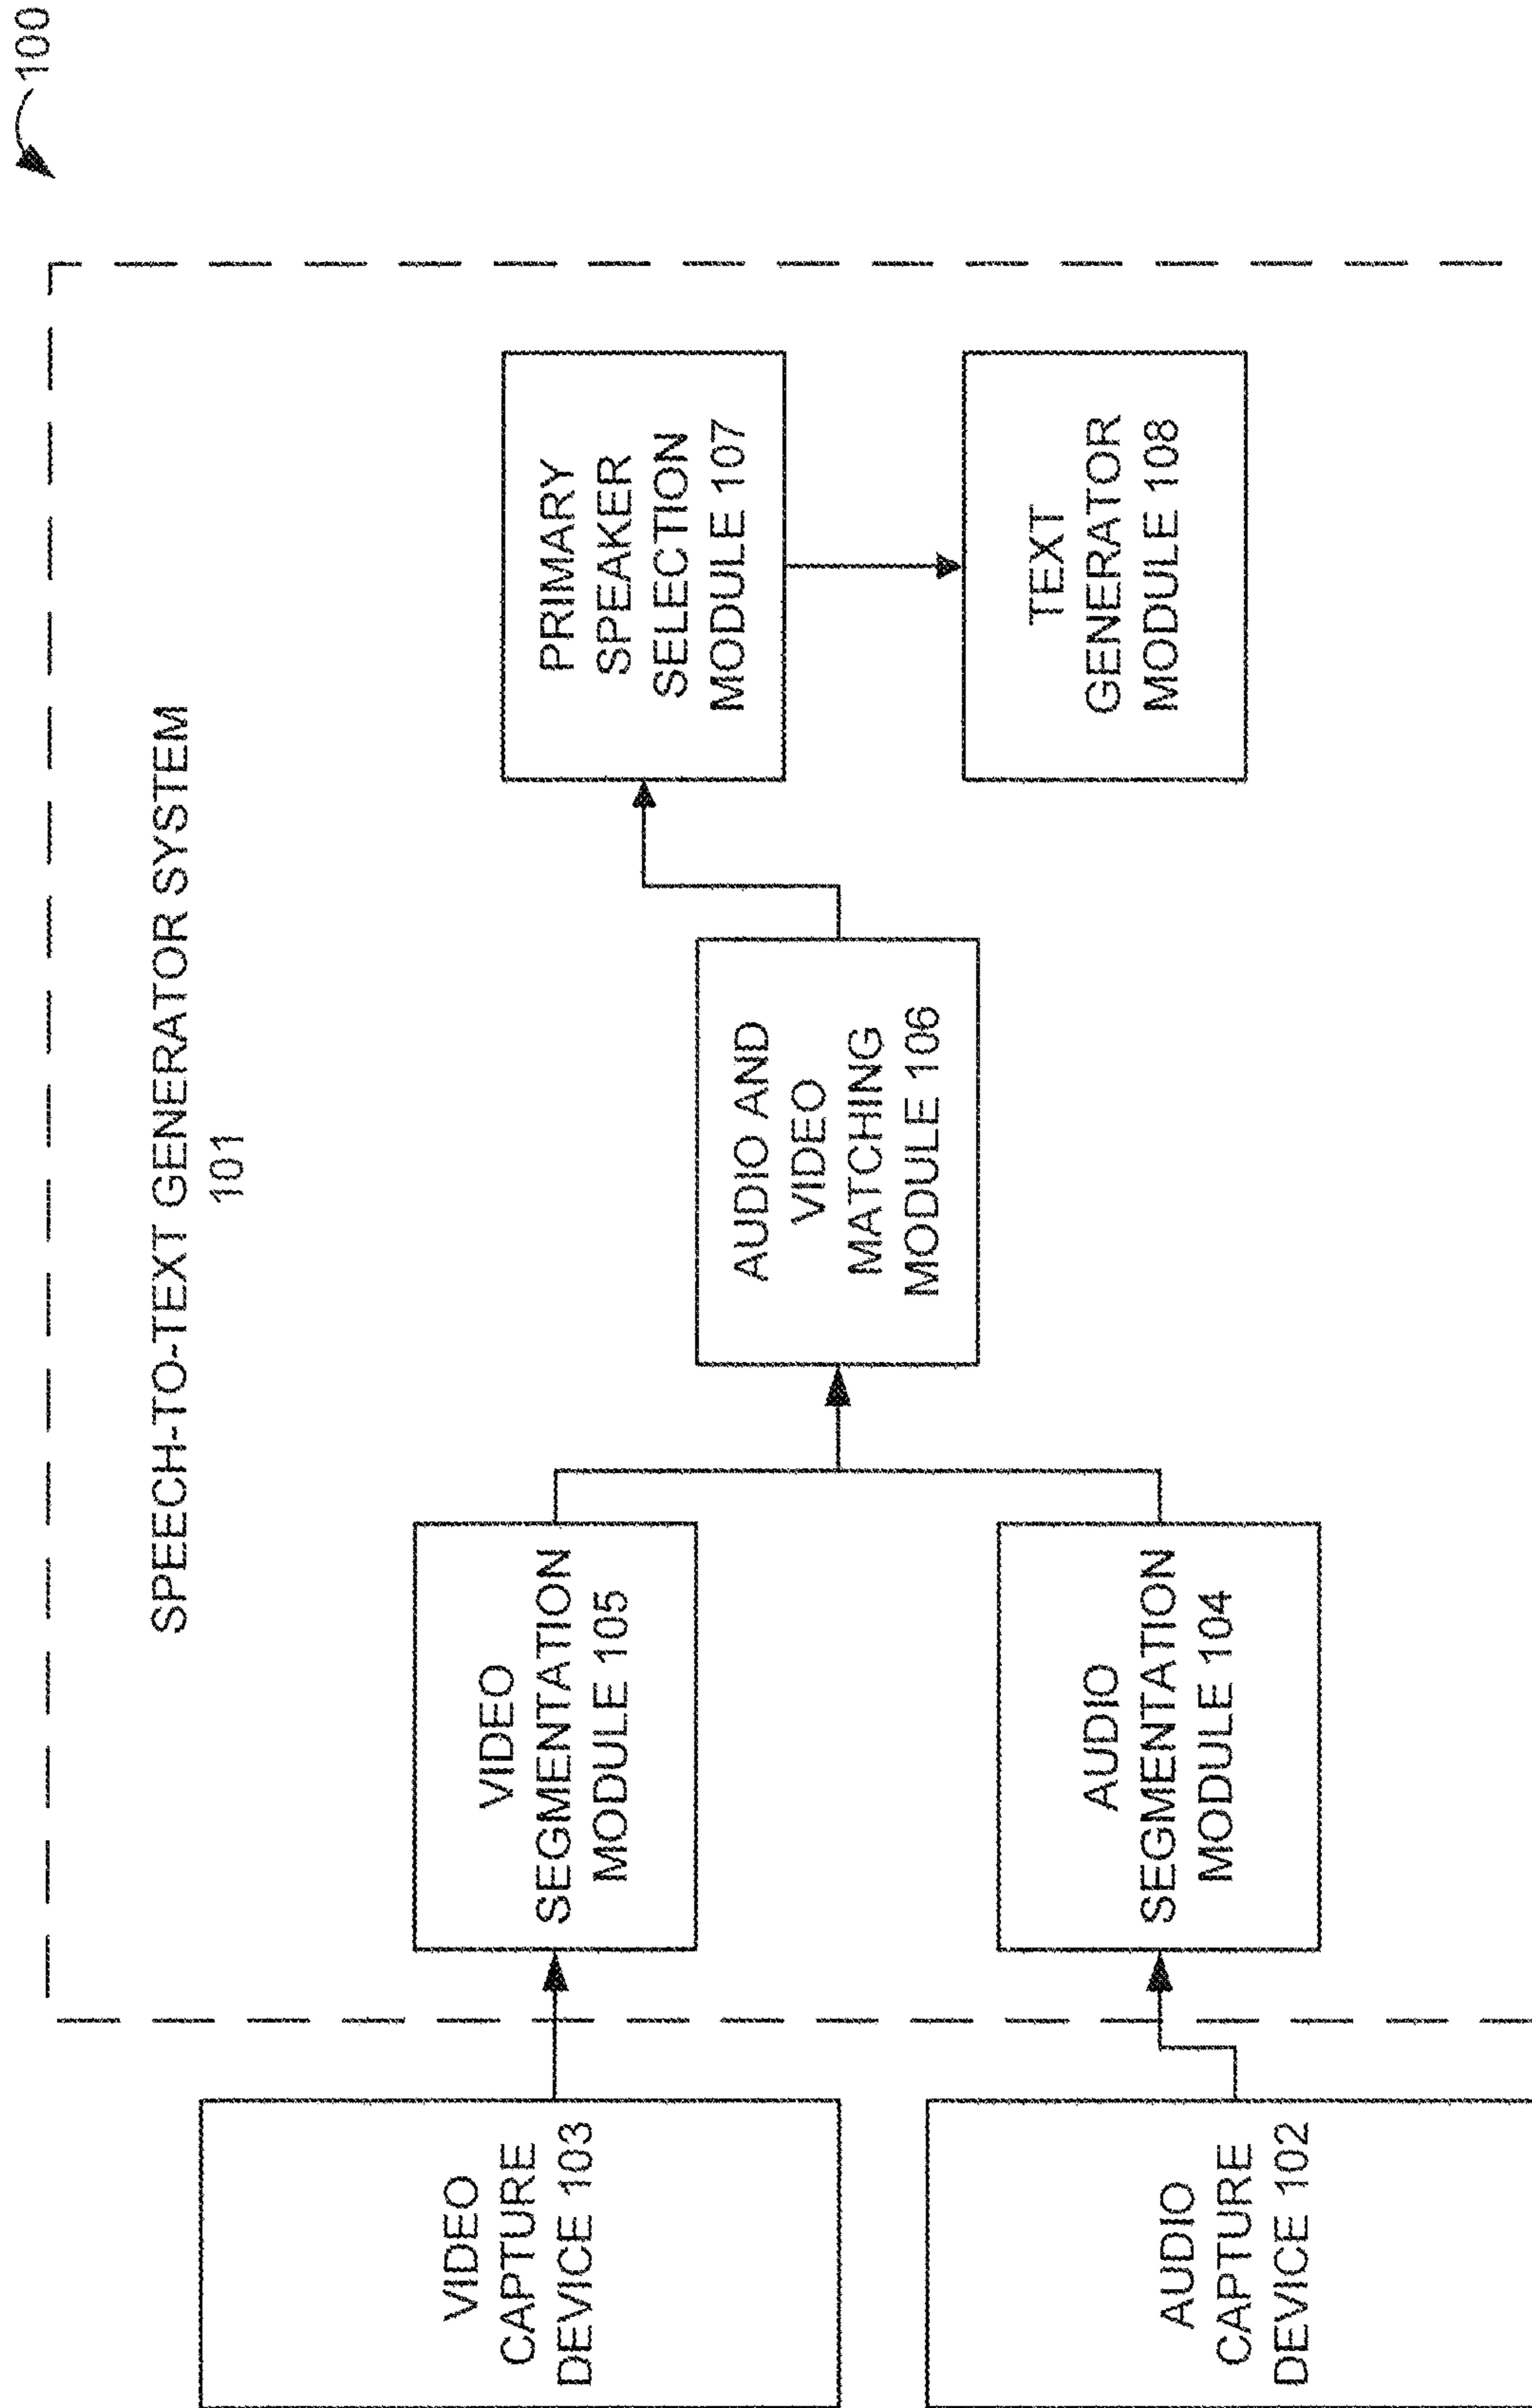 100
SPEECH-TO-TEXT GENERATOR SYSTEM
101
VIDEO
CAPTURE
DEVICE 103
VIDEO
SEGMENTATION
MODULE 105
AUDIO AND
VIDEO
MATCHING
MODULE 106
PRIMARY
SPEAKER
SELECTION
MODULE 107
TEXT
GENERATOR
MODULE 108
AUDIO
CAPTURE
DEVICE 102
AUDIO
SEGMENTATION
MODULE 104